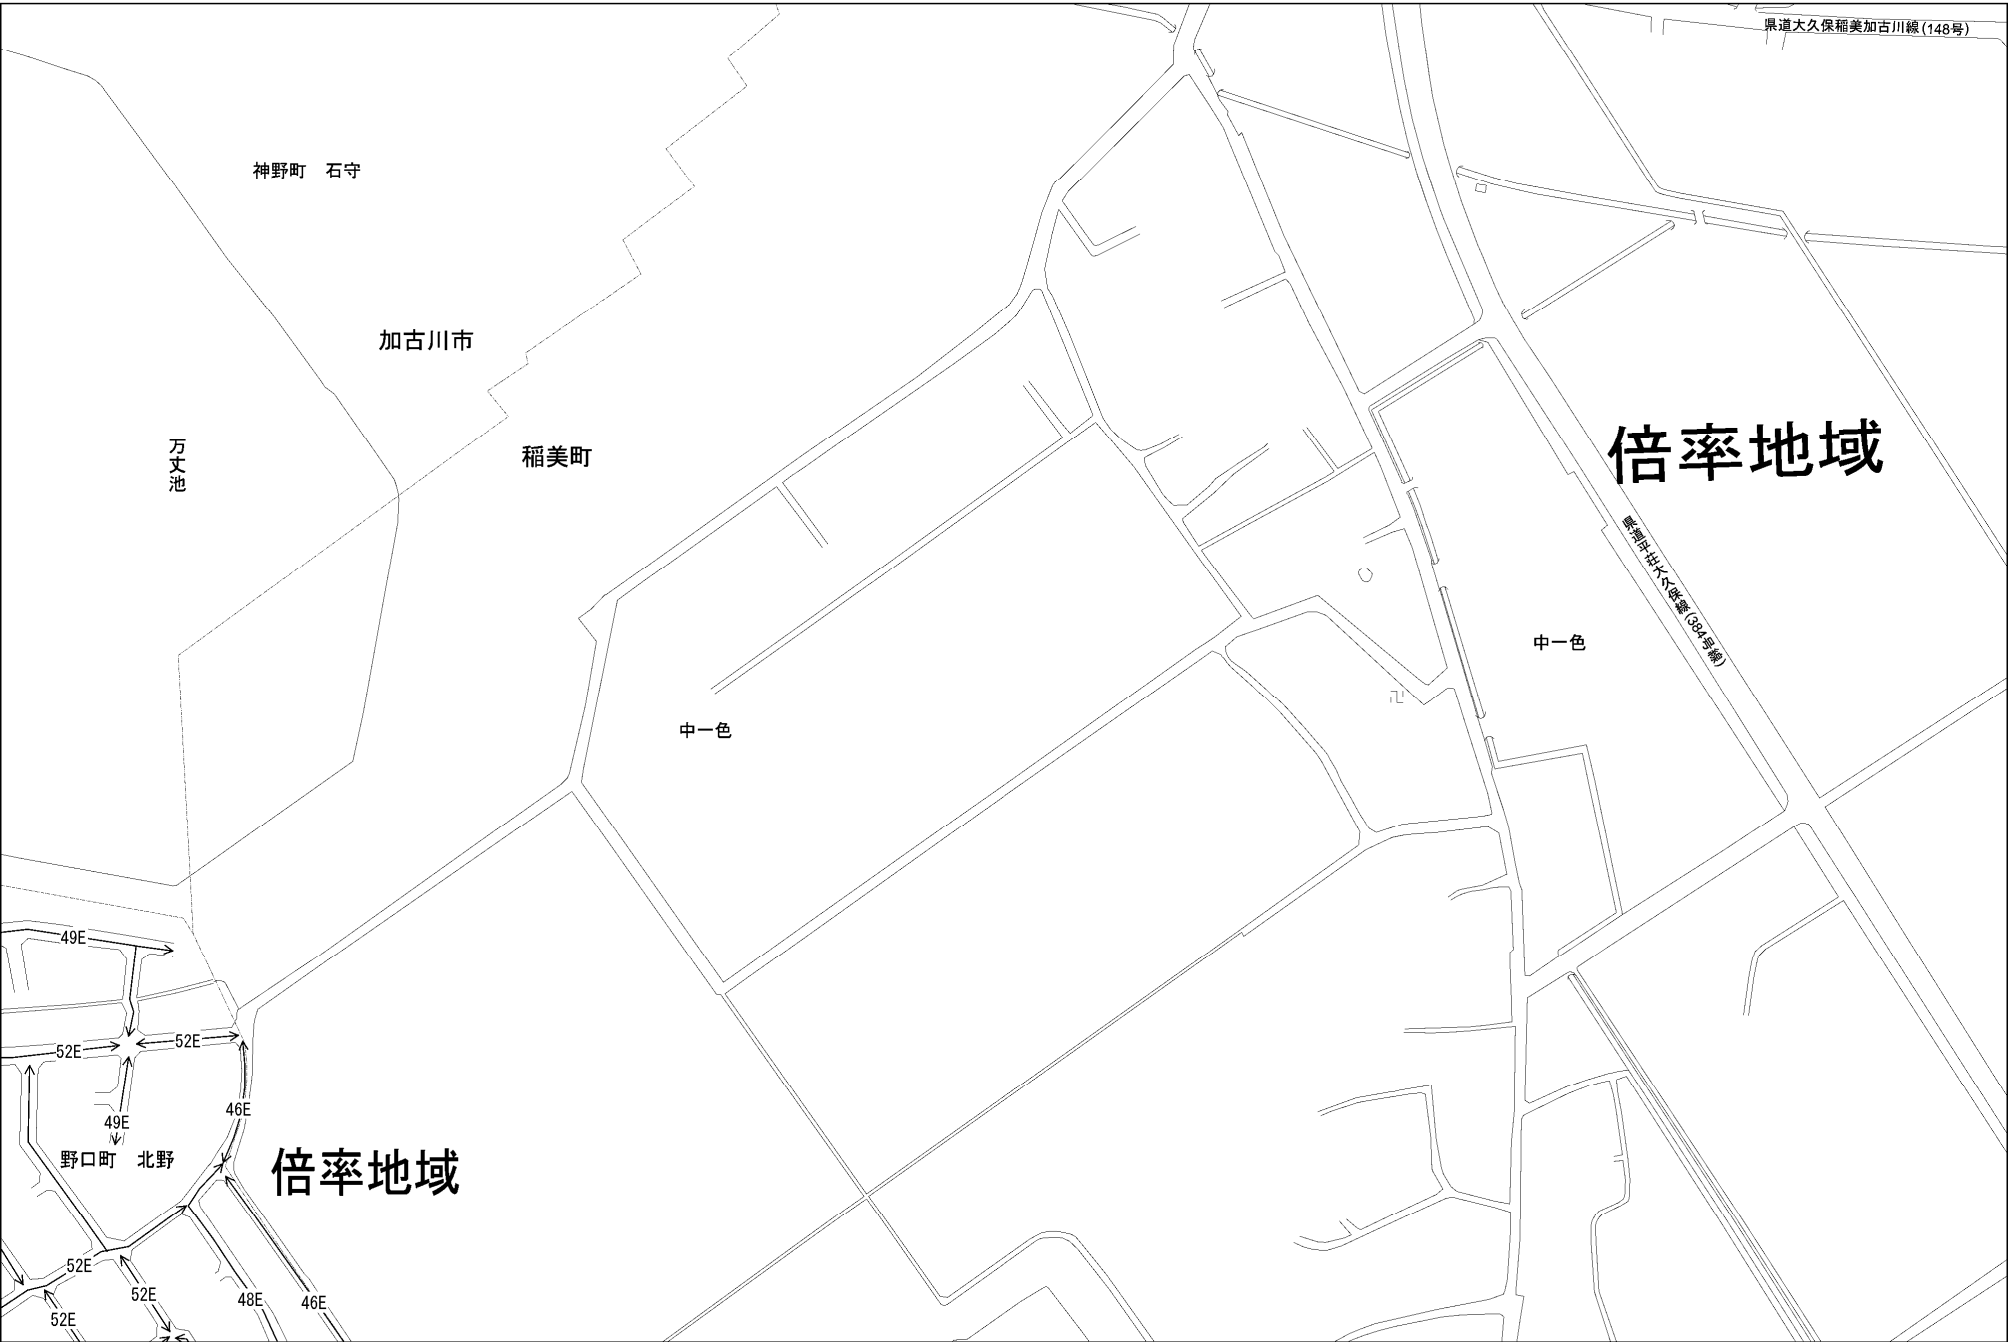 県道大久保稲美加古川線(148号)
神野町　石守
加古川市
万丈池
稲美町
倍率地域
県道平荘大久保線(384号線)
中一色
中一色
49E
52E
52E
46E
49E
野口町　北野
倍率地域
52E
52E
48E
46E
52E